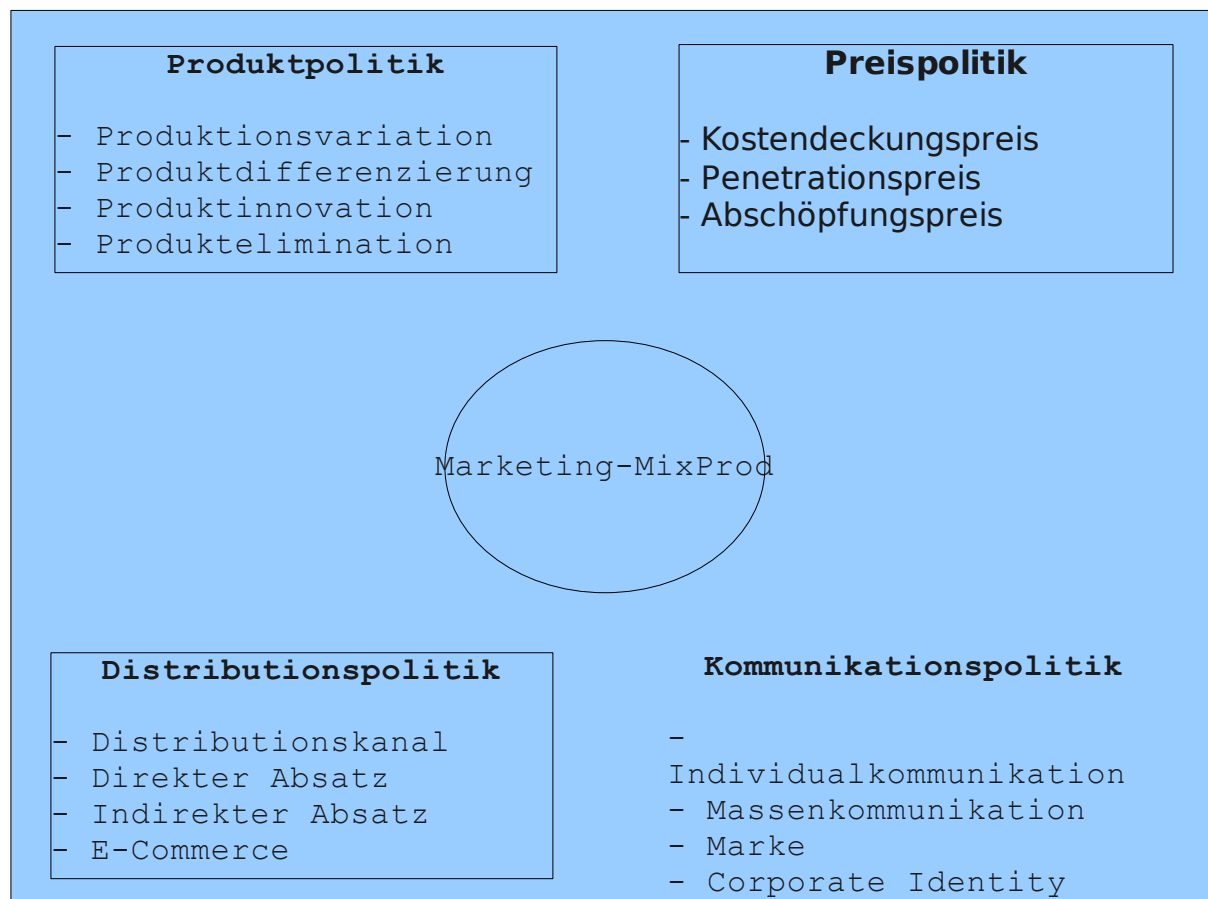 Produktpolitik
- Produktionsvariation
- Produktdifferenzierung
- Produktinnovation
- Produktelimination
Preispolitik
- Kostendeckungspreis
- Penetrationspreis
- Abschöpfungspreis
Marketing-MixProd
Distributionspolitik
- Distributionskanal
- Direkter Absatz
- Indirekter Absatz
- E-Commerce
Kommunikationspolitik
-
Individualkommunikation
- Massenkommunikation
- Marke
- Corporate Identity